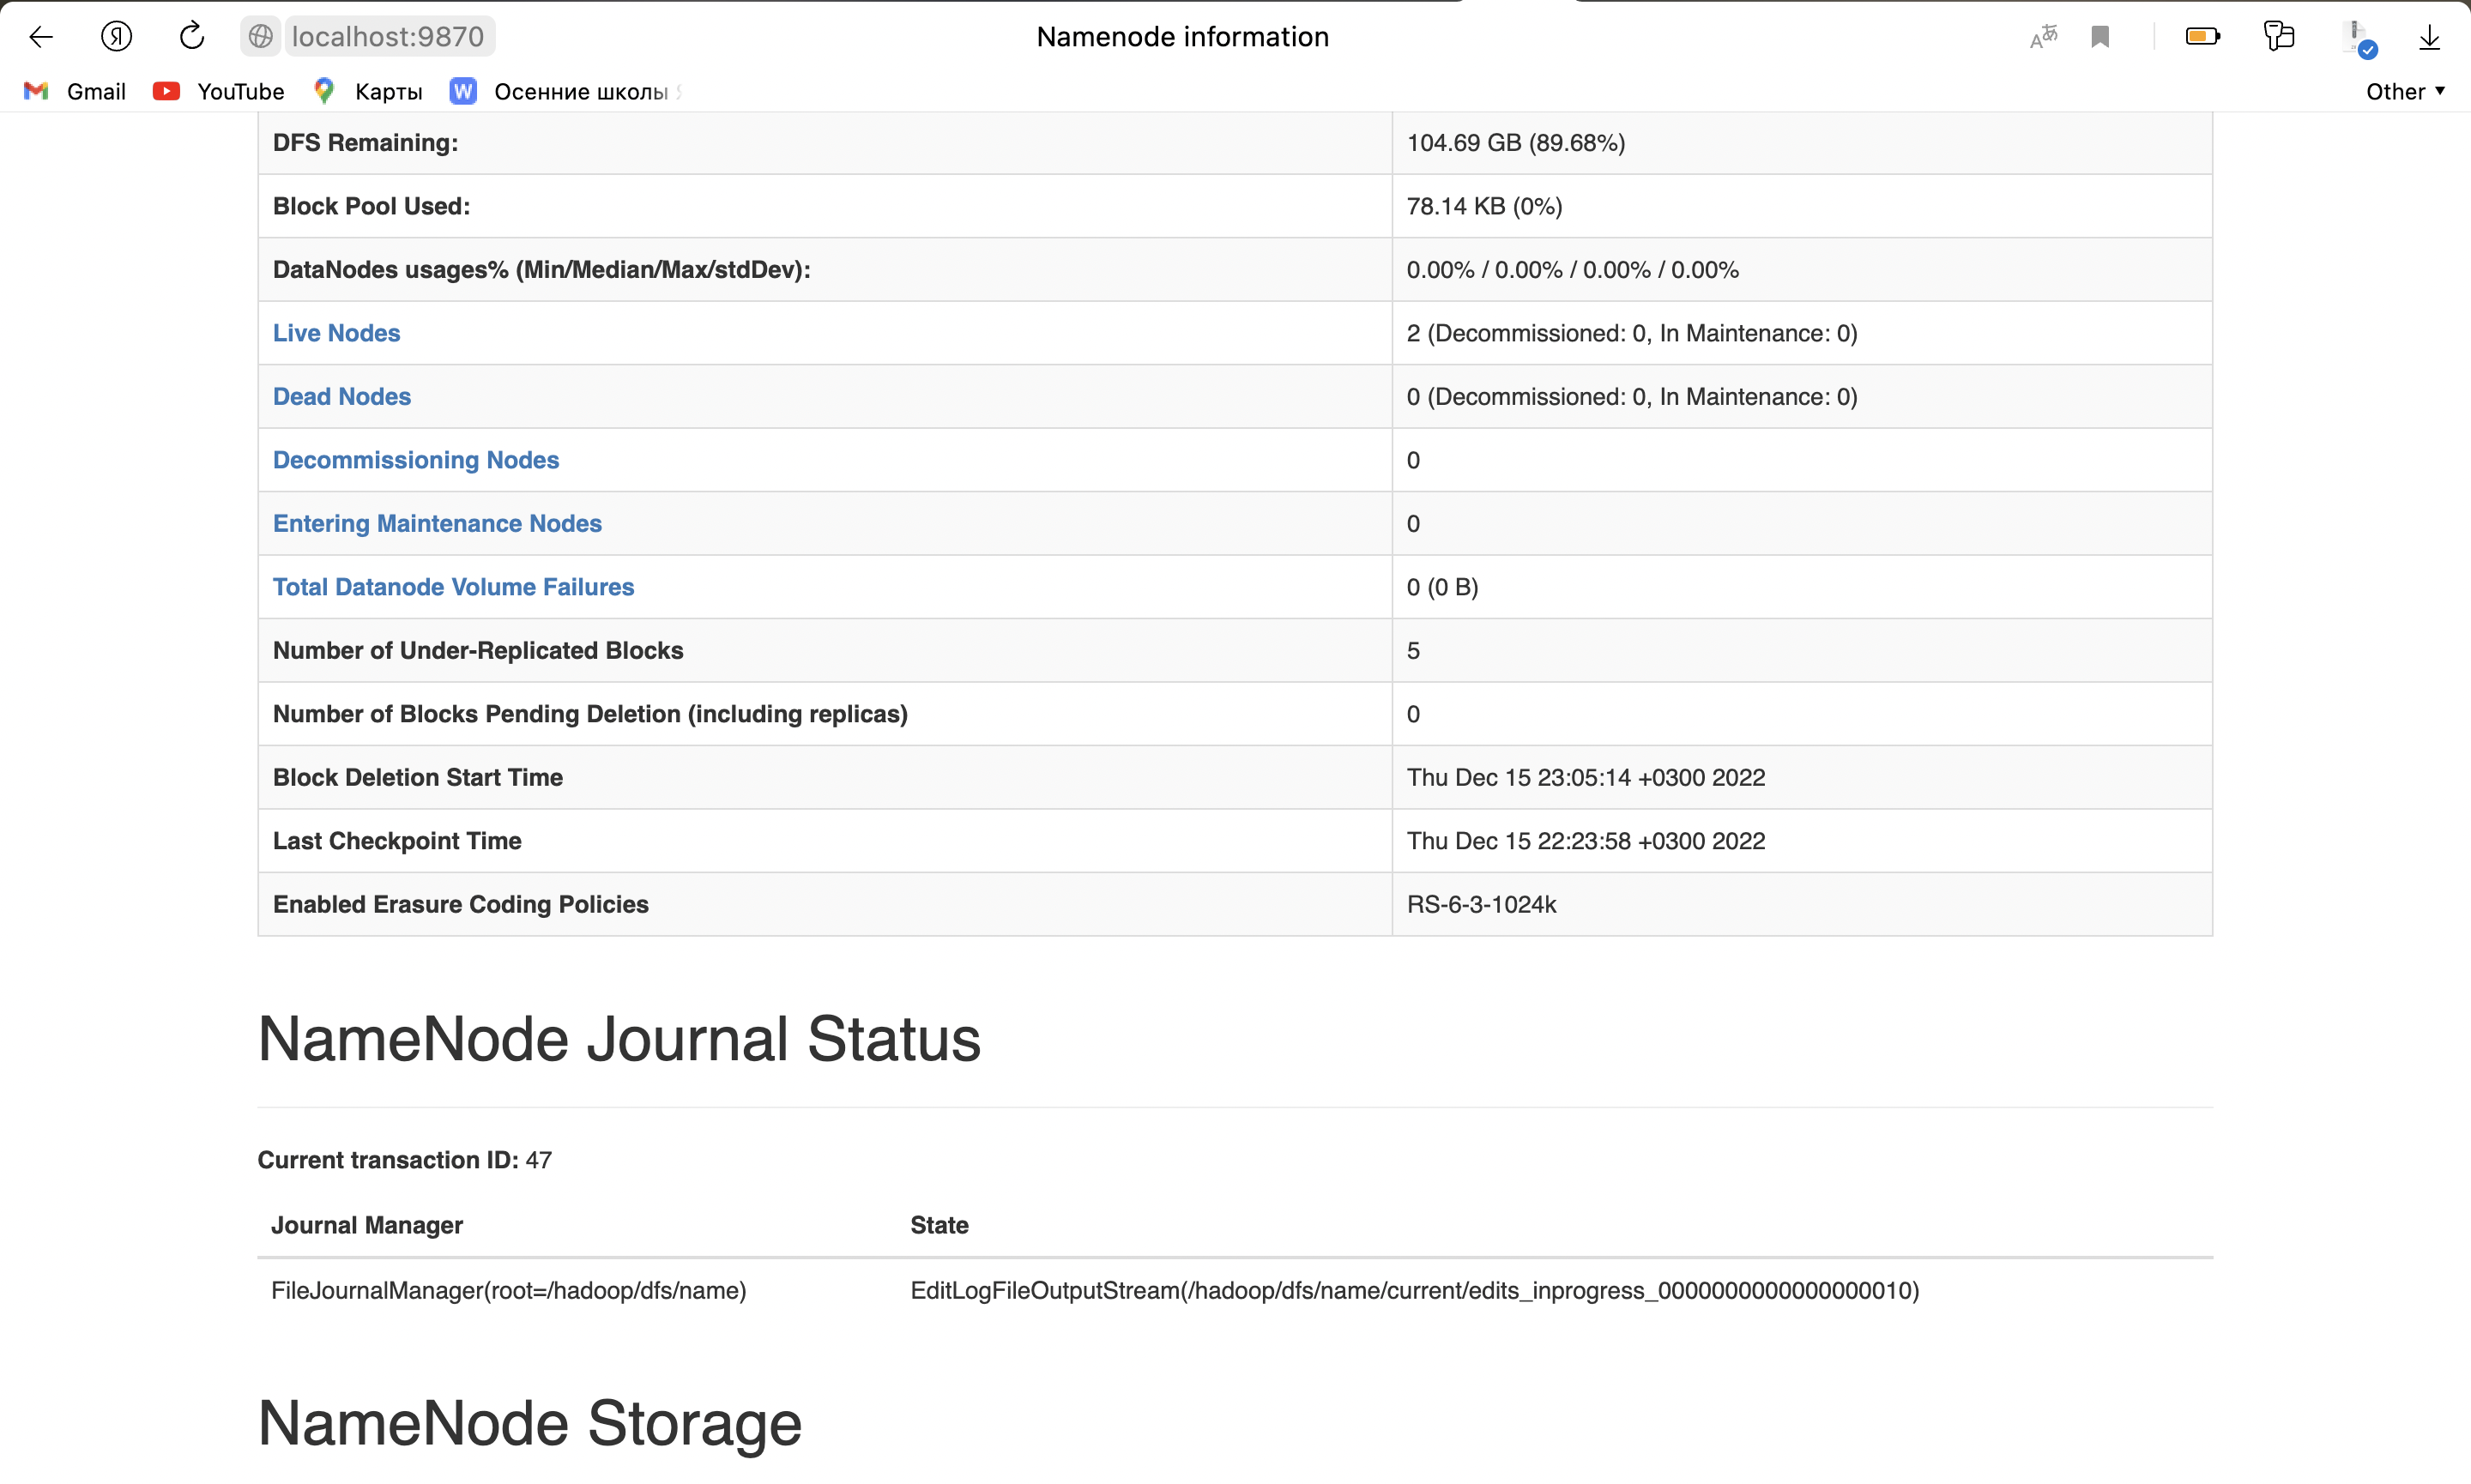 Я localhost:9870 Namenode information
Gmail YouTube Карты W Осенние школы Other
DFS Remaining: 104.69 GB (89.68%)
Block Pool Used: 78.14 KB (0%)
DataNodes usages% (Min/Median/Max/stdDev): 0.00% / 0.00% / 0.00% / 0.00%
Live Nodes 2 (Decommissioned: 0, In Maintenance: 0)
Dead Nodes 0 (Decommissioned: 0, In Maintenance: 0)
Decommissioning Nodes 0
Entering Maintenance Nodes 0
Total Datanode Volume Failures 0 (0 B)
Number of Under-Replicated Blocks 5
Number of Blocks Pending Deletion (including replicas) 0
Block Deletion Start Time Thu Dec 15 23:05:14 +0300 2022
Last Checkpoint Time Thu Dec 15 22:23:58 +0300 2022
Enabled Erasure Coding Policies RS-6-3-1024k
NameNode Journal Status
Current transaction ID: 47
Journal Manager State
FileJournalManager(root=/hadoop/dfs/name) EditLogFileOutputStream(/hadoop/dfs/name/current/edits_inprogress_0000000000000000010)
NameNode Storage